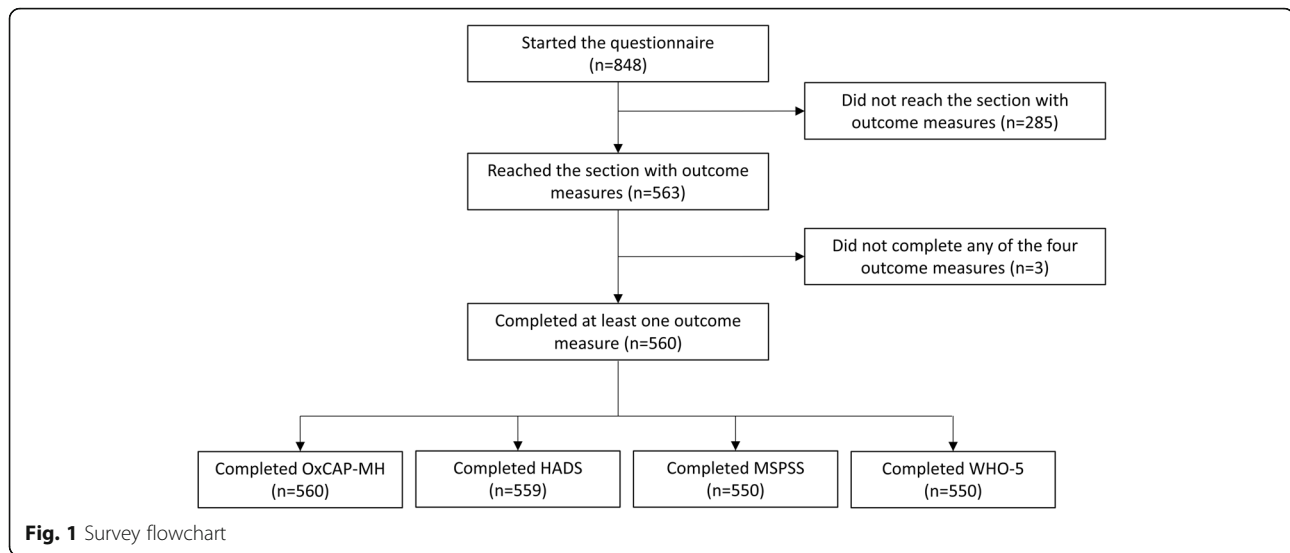 Started the questionnaire
(n=848)
Did not reach the section with
outcome measures (n=285)
Reached the section with outcome
measures (n=563)
Did not complete any of the four
outcome measures (n=3)
Completed at least one outcome
measure (n=560)
Completed OxCAP-MH
(n=560)
Completed HADS
(n=559)
Completed MSPSS
(n=550)
Completed WHO-5
(n=550)
Fig. 1 Survey flowchart